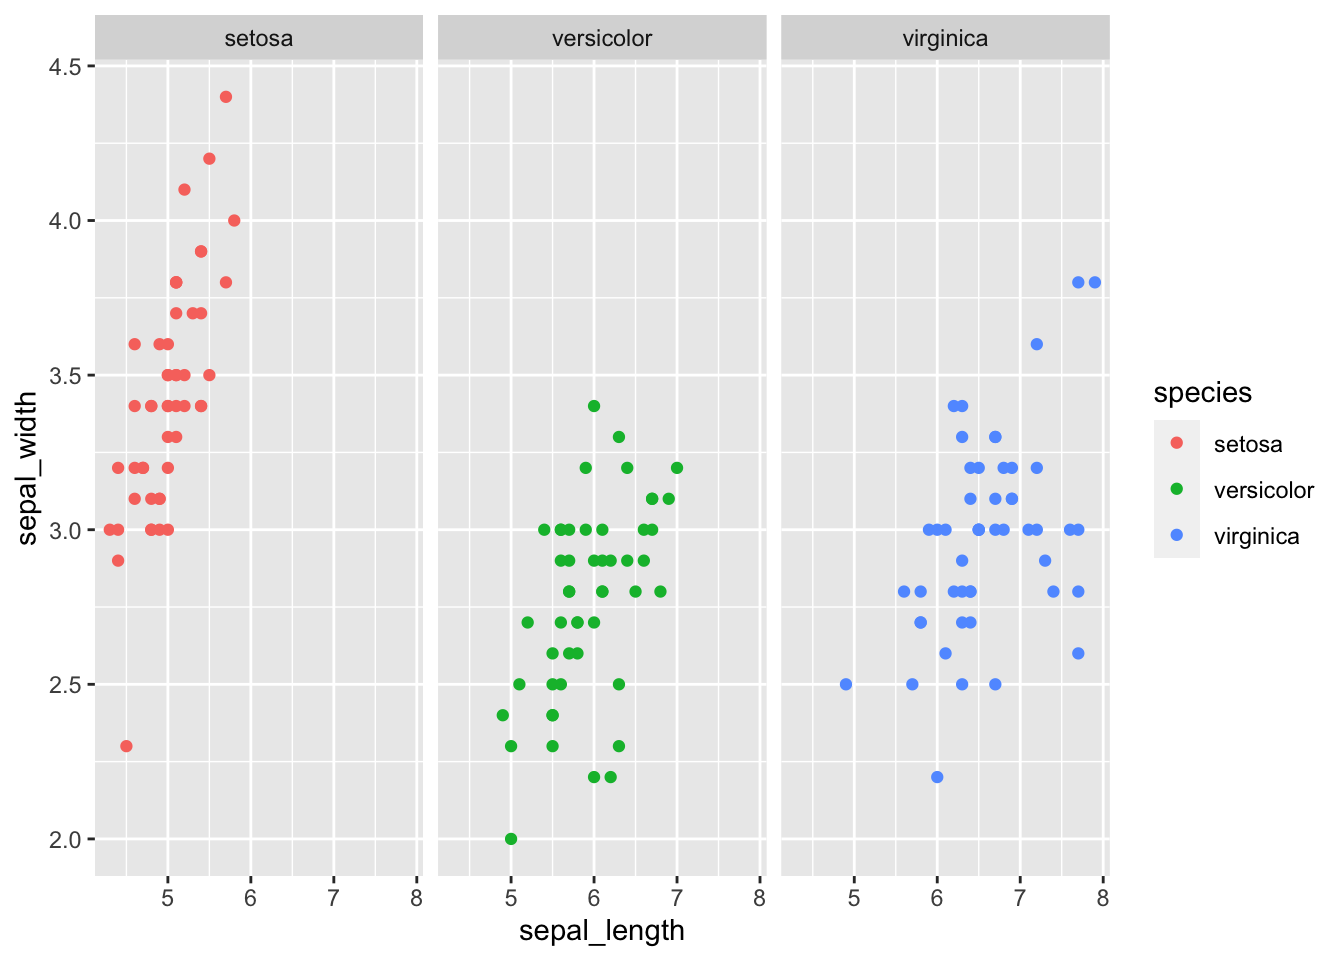 setosa
versicolor
virginica
4.5
4.0
3.5
3.0
2.5
2.0
sepal_width
5 6 7 8
5 6 7 8
5 6 7 8
sepal_length
species
setosa
versicolor
virginica